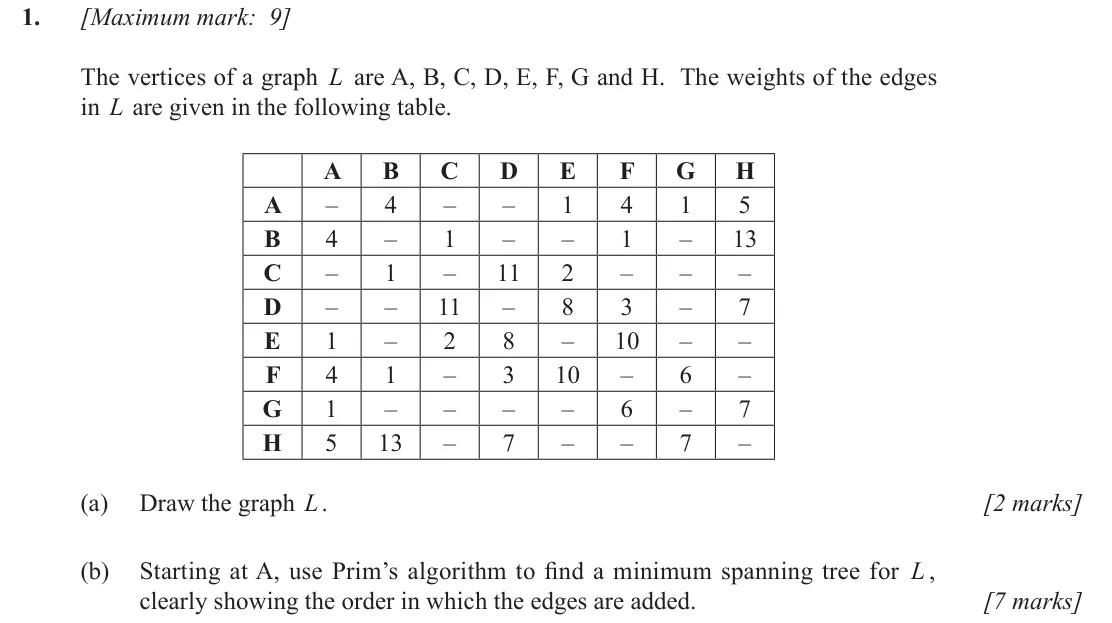 1. [Maximum mark: 9]
The vertices of a graph L are A, B, C, D, E, F, G and H. The weights of the edges
in L are given in the following table.
A B C D E F G H
A – 4 – – 1 4 1 5
B 4 – 1 – – 1 – 13
C – 1 – 11 2 – – –
D – – 11 – 8 3 – 7
E 1 – 2 8 – 10 – –
F 4 1 – 3 10 – 6 –
G 1 – – – – 6 – 7
H 5 13 – 7 – – 7 –
(a) Draw the graph L. [2 marks]
(b) Starting at A, use Prim's algorithm to find a minimum spanning tree for L,
clearly showing the order in which the edges are added. [7 marks]